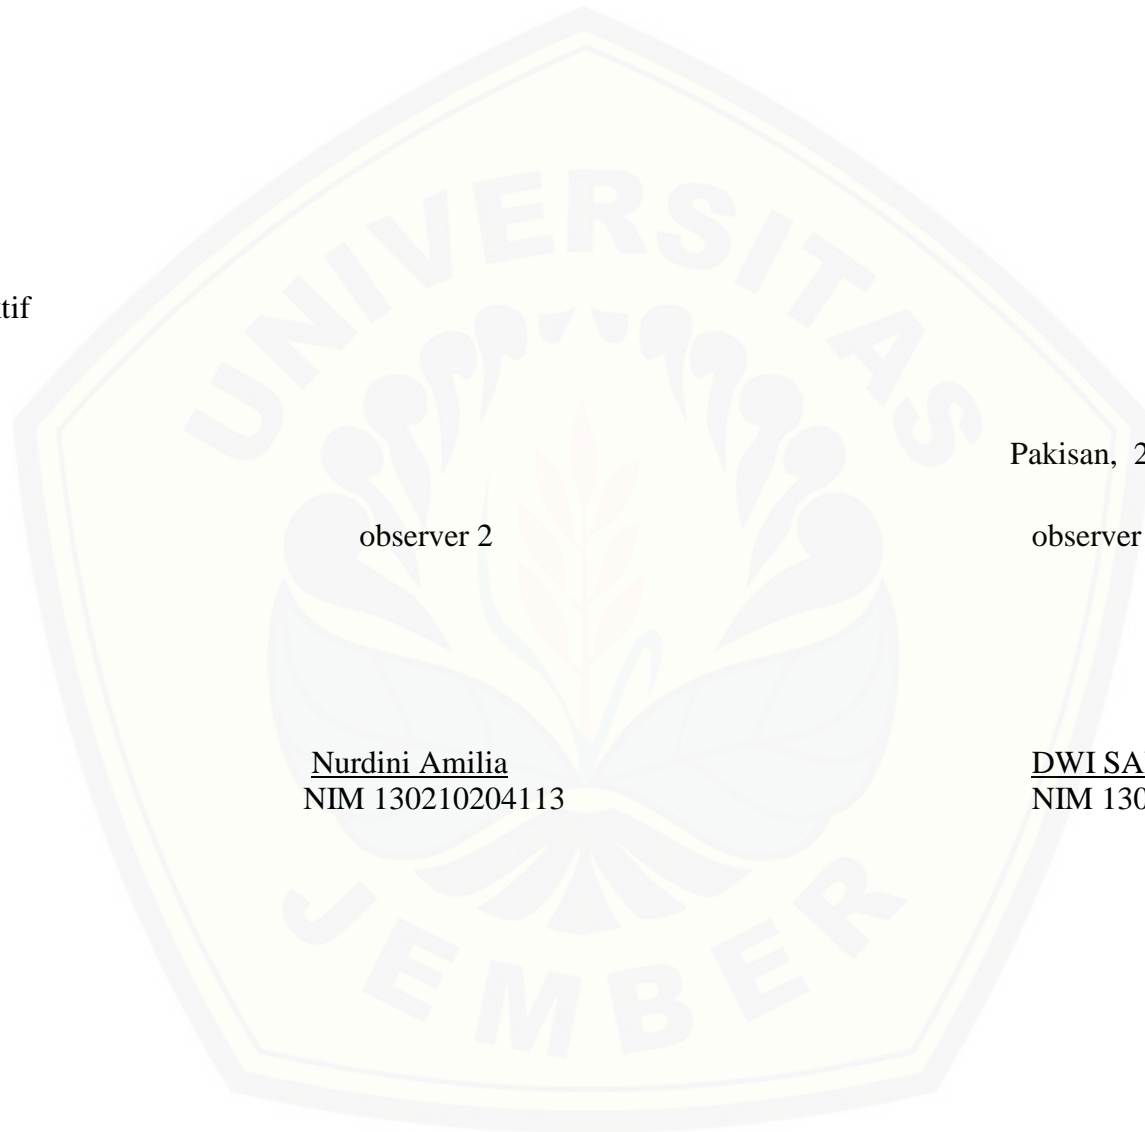 UNIVERSITAS
tif
Pakisan, 2
observer 2 observer
Nurdini Amilia DWI SA
NIM 130210204113 NIM 130
JEMBER